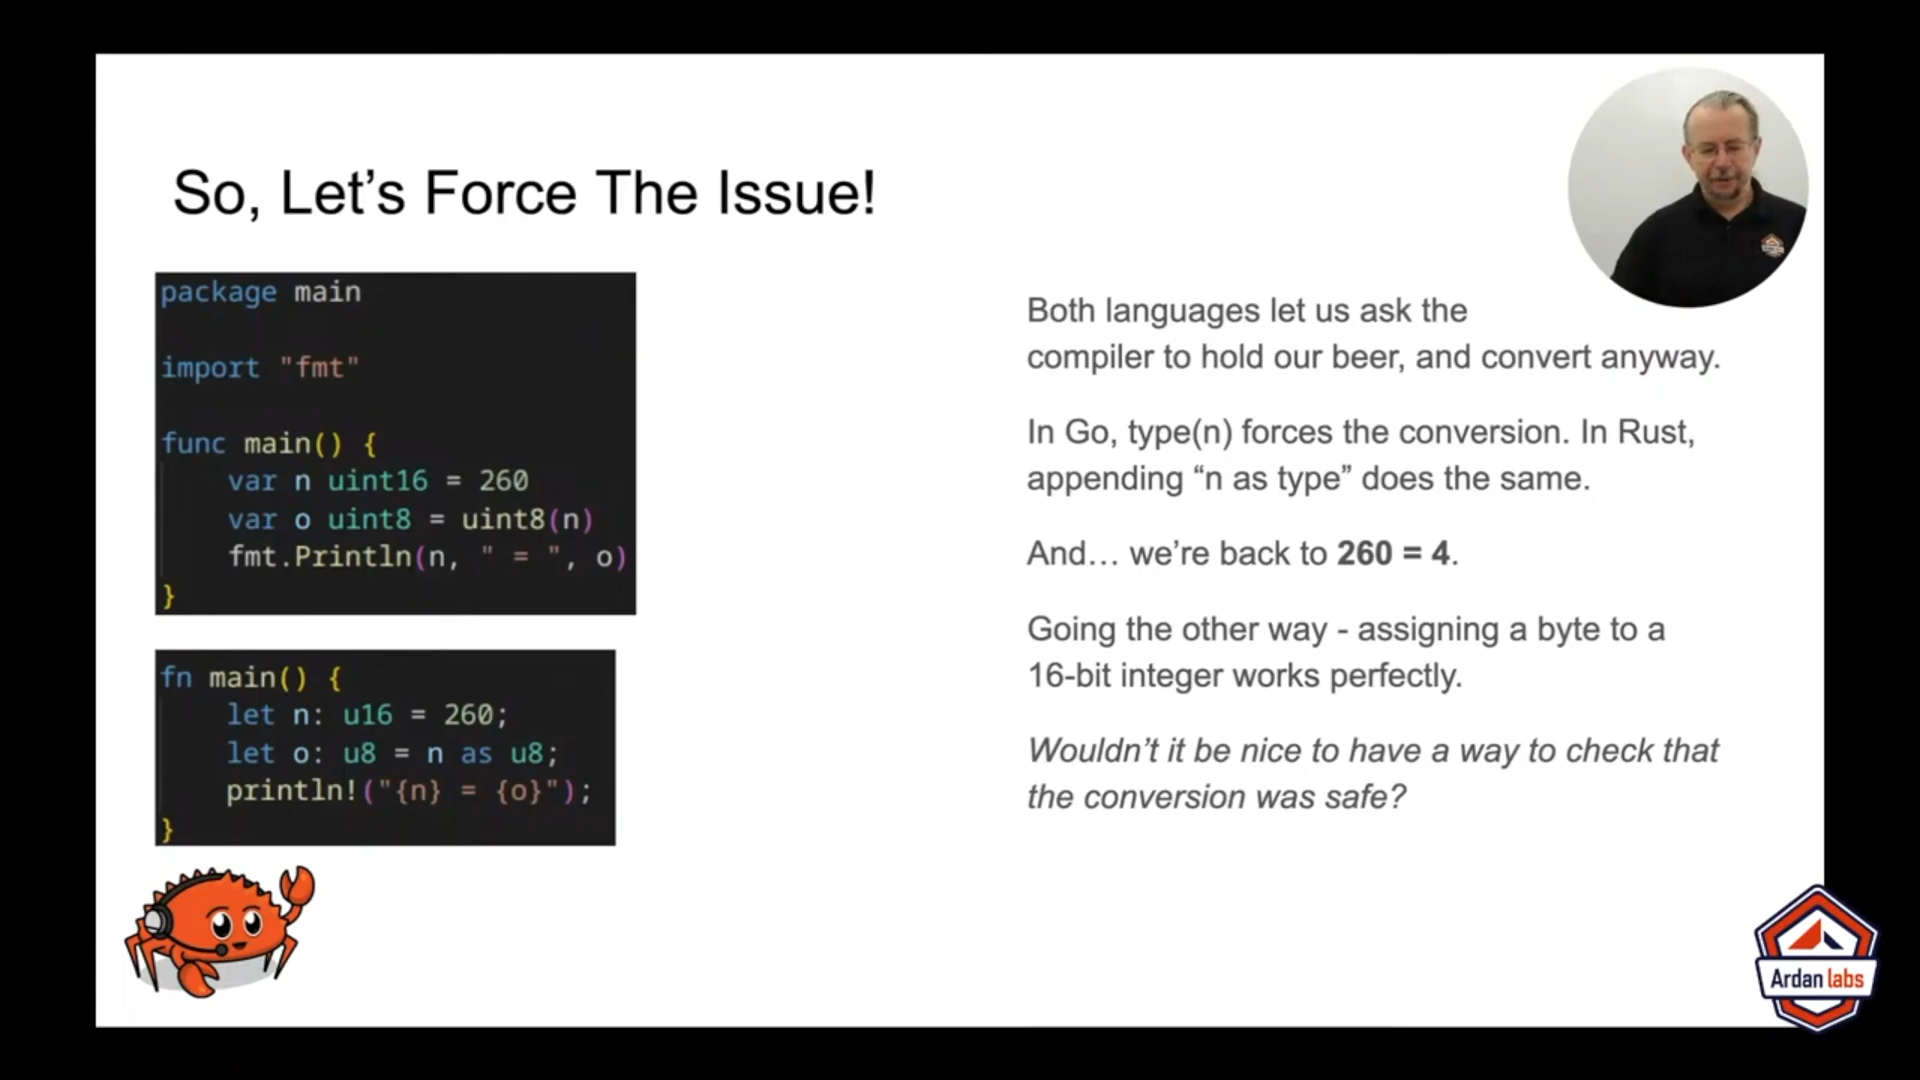 So, Let’s Force The Issue!
package main
import "fmt"
func main() {
    var n uint16 = 260
    var o uint8 = uint8(n)
    fmt.Println(n, " = ", o)
}
fn main() {
    let n: u16 = 260;
    let o: u8 = n as u8;
    println!("{n} = {o}");
}
Both languages let us ask the
compiler to hold our beer, and convert anyway.
In Go, type(n) forces the conversion. In Rust,
appending “n as type” does the same.
And… we’re back to 260 = 4.
Going the other way - assigning a byte to a
16-bit integer works perfectly.
Wouldn’t it be nice to have a way to check that
the conversion was safe?
Ardan labs